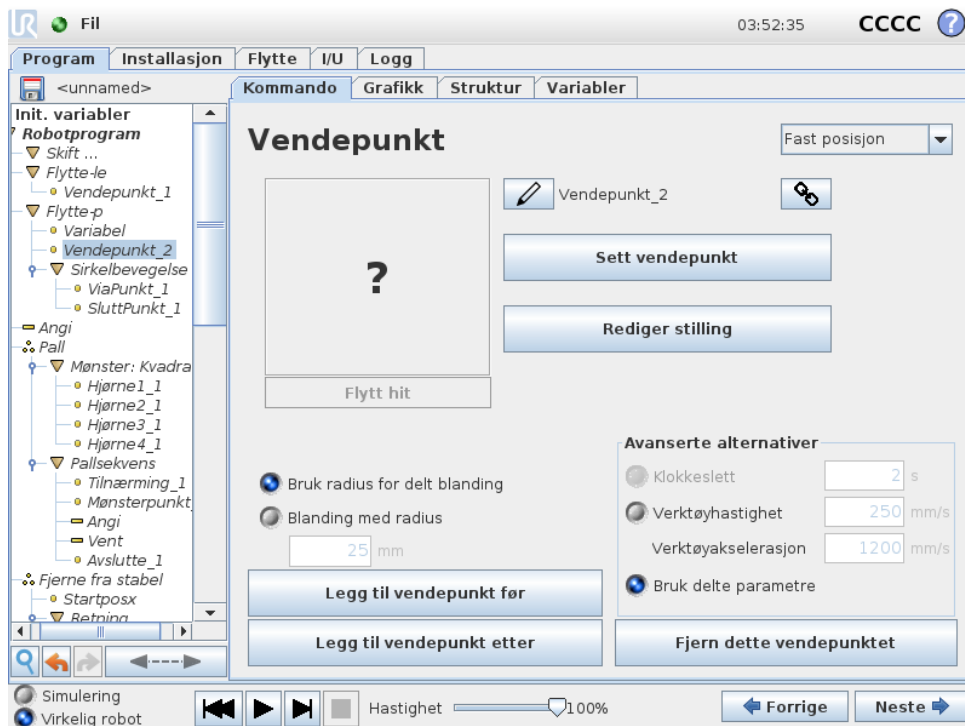 UR Fil 03:52:35 CCCC ?
Program Installasjon Flytte I/U Logg
<unnamed>
Kommando Grafikk Struktur Variabler
Init. variabler
Robotprogram
Skift ...
Flytte-le
Vendepunkt_1
Flytte-p
Variabel
Vendepunkt_2
Sirkelbevegelse
ViaPunkt_1
SluttPunkt_1
Angi
Pall
Mønster: Kvadra
Hjørne1_1
Hjørne2_1
Hjørne3_1
Hjørne4_1
Pallsekvens
Tilnærming_1
Mønsterpunkt_
Angi
Vent
Avslutte_1
Fjerne fra stabel
Startposx
Retning
Vendepunkt
Fast posisjon
Vendepunkt_2
?
Sett vendepunkt
Rediger stilling
Flytt hit
Bruk radius for delt blanding
Blanding med radius
25 mm
Avanserte alternativer
Klokkeslett 2 s
Verktøyhastighet 250 mm/s
Verktøyakselerasjon 1200 mm/s
Bruk delte parametre
Legg til vendepunkt før
Legg til vendepunkt etter
Fjern dette vendepunktet
Simulering
Virkelig robot
Hastighet 100%
Forrige
Neste